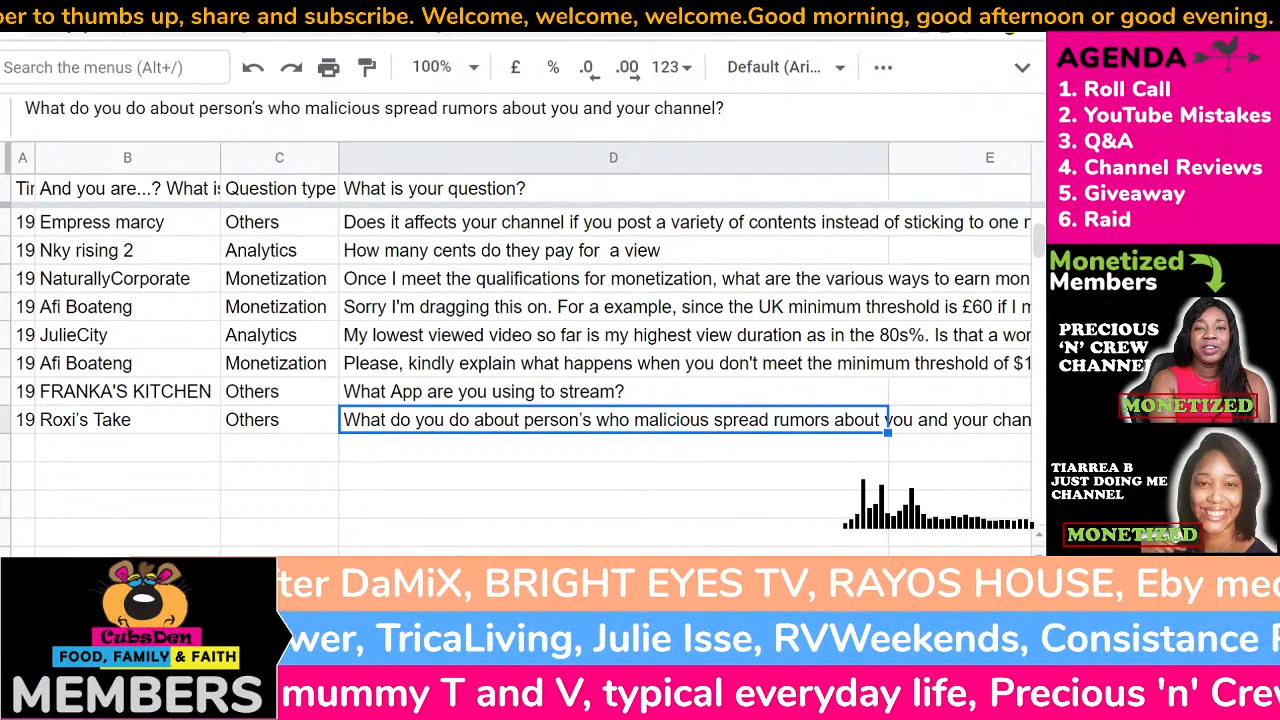 er to thumbs up, share and subscribe. Welcome, welcome, welcome.Good morning, good afternoon or good evening.
Search the menus (Alt+/)
100%
£ % .0 .00 123
Default (Ari...
What do you do about person's who malicious spread rumors about you and your channel?
A B C D E
And you are...? What is Question type What is your question?
19 Empress marcy Others Does it affects your channel if you post a variety of contents instead of sticking to one
19 Nky rising 2 Analytics How many cents do they pay for a view
19 NaturallyCorporate Monetization Once I meet the qualifications for monetization, what are the various ways to earn mon
19 Afi Boateng Monetization Sorry I'm dragging this on. For a example, since the UK minimum threshold is £60 if I
19 JulieCity Analytics My lowest viewed video so far is my highest view duration as in the 80s%. Is that a wor
19 Afi Boateng Monetization Please, kindly explain what happens when you don't meet the minimum threshold of $1
19 FRANKA'S KITCHEN Others What App are you using to stream?
19 Roxi's Take Others What do you do about person's who malicious spread rumors about you and your chan
AGENDA
1. Roll Call
2. YouTube Mistakes
3. Q&A
4. Channel Reviews
5. Giveaway
6. Raid
Monetized
Members
PRECIOUS
'N' CREW
CHANNEL
MONETIZED
TIARREA B
JUST DOING ME
CHANNEL
MONETIZED
CubsDen
FOOD, FAMILY & FAITH
MEMBERS
fter DaMiX, BRIGHT EYES TV, RAYOS HOUSE, Eby med
wer, TricaLiving, Julie Isse, RVWeekends, Consistance
mummy T and V, typical everyday life, Precious 'n' Crew